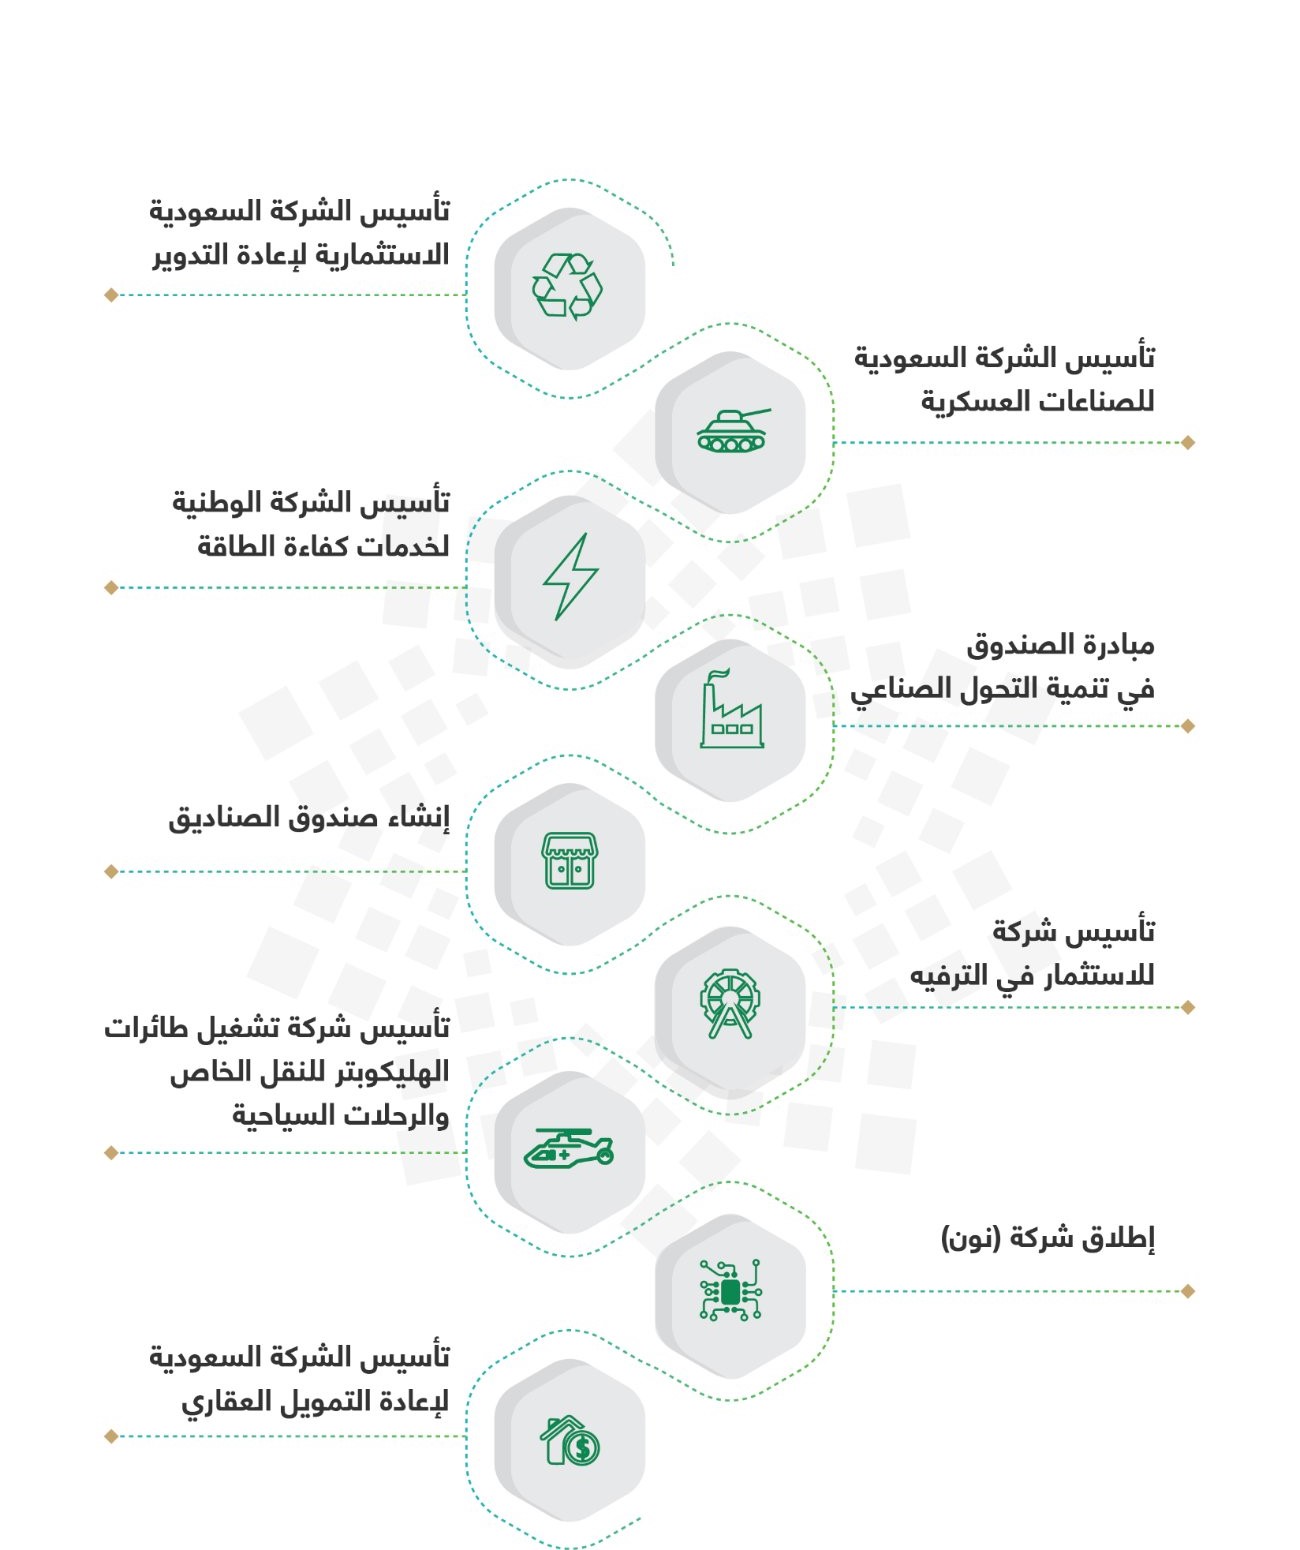 تأسيس الشركة السعودية
الاستثمارية لإعادة التدوير
تأسيس الشركة السعودية
للصناعات العسكرية
تأسيس الشركة الوطنية
لخدمات كفاءة الطاقة
مبادرة الصندوق
في تنمية التحول الصناعي
إنشاء صندوق الصناديق
تأسيس شركة
للاستثمار في الترفيه
تأسيس شركة تشغيل طائرات
الهليكوبتر للنقل الخاص
والرحلات السياحية
إطلاق شركة (نون)
تأسيس الشركة السعودية
لإعادة التمويل العقاري